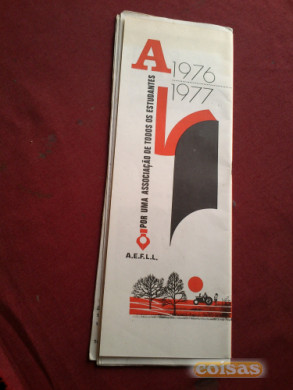 A
1976
1977
POR UMA ASSOCIAÇÃO DE TODOS OS ESTUDANTES
A.E.F.L.L.
coisas